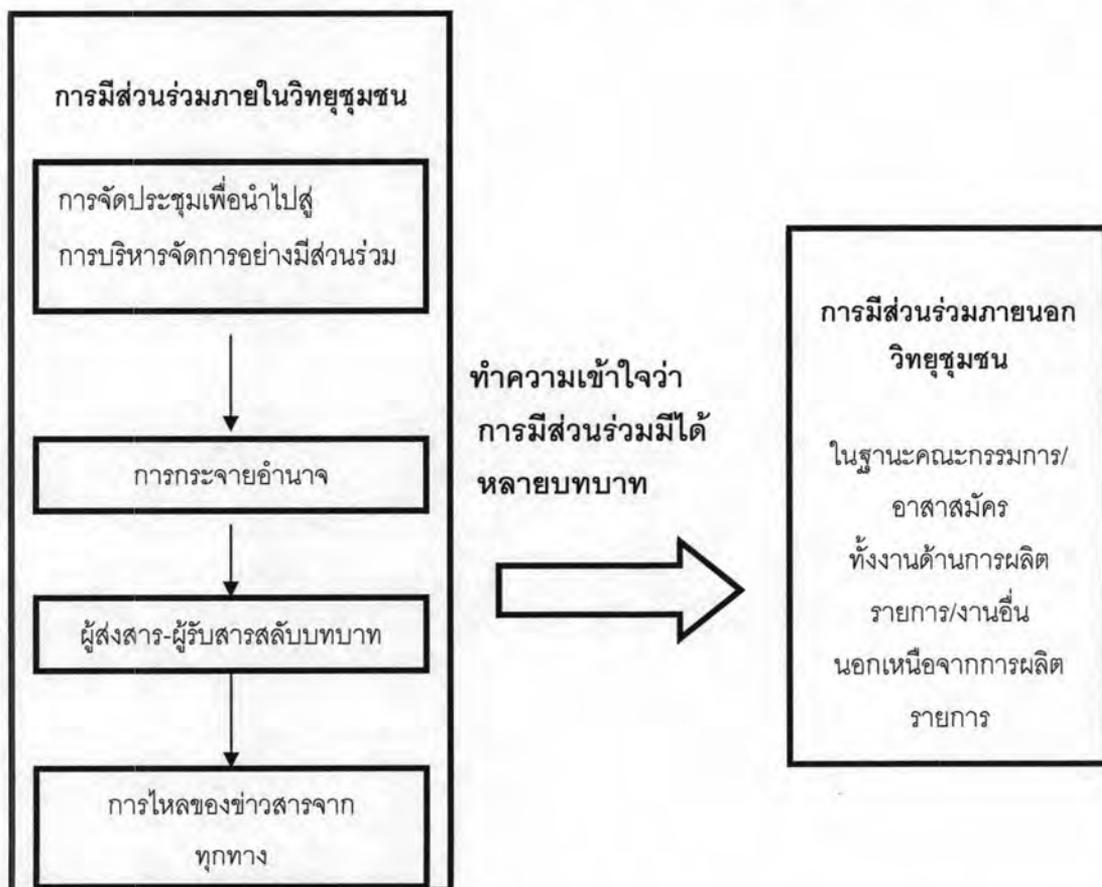 การมีส่วนร่วมภายในวิทยุชุมชน
การจัดประชุมเพื่อนำไปสู่
การบริหารจัดการอย่างมีส่วนร่วม
การกระจายอำนาจ
ผู้ส่งสาร-ผู้รับสารสลับบทบาท
การไหลของข่าวสารจาก
ทุกทาง
ทำความเข้าใจว่า
การมีส่วนร่วมมีได้
หลายบทบาท
การมีส่วนร่วมภายนอก
วิทยุชุมชน
ในฐานะคณะกรรมการ/
อาสาสมัคร
ทั้งงานด้านการผลิต
รายการ/งานอื่น
นอกเหนือจากการผลิต
รายการ